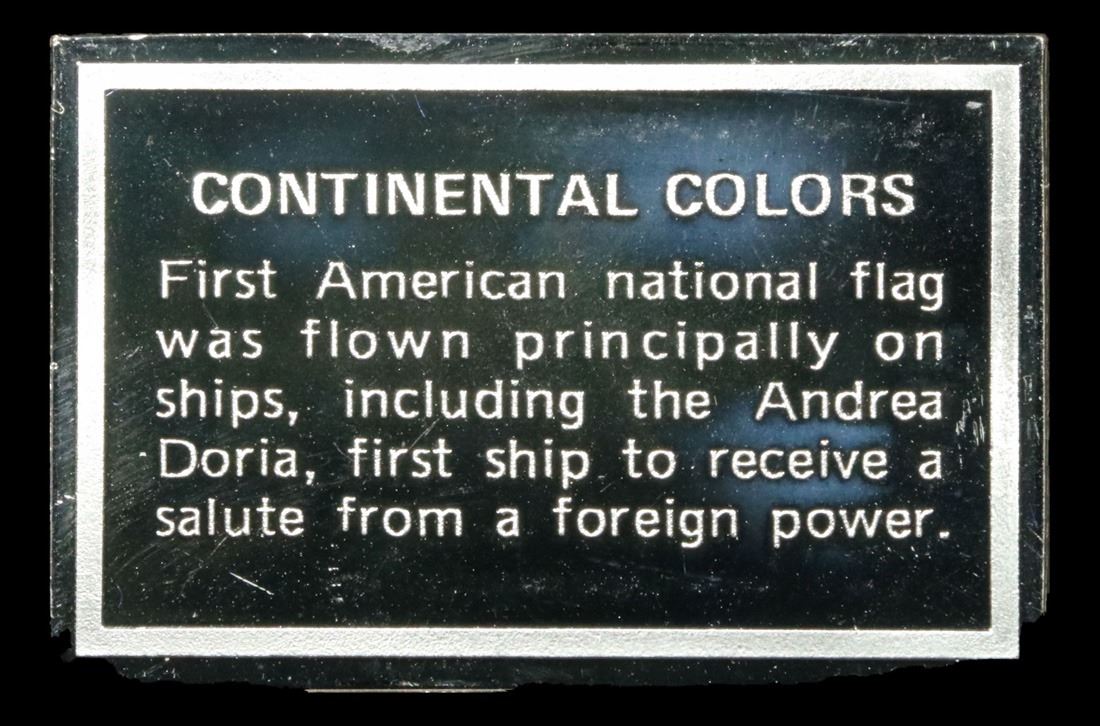 CONTINENTAL COLORS
First American national flag
was flown principally on
ships, including the Andrea
Doria, first ship to receive a
salute from a foreign power.